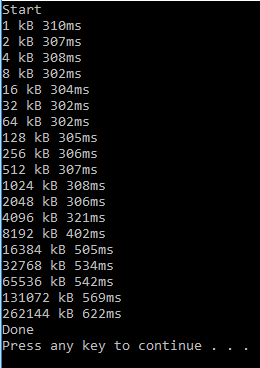 Start
1 kB 310ms
2 kB 307ms
4 kB 308ms
8 kB 302ms
16 kB 304ms
32 kB 302ms
64 kB 302ms
128 kB 305ms
256 kB 306ms
512 kB 307ms
1024 kB 308ms
2048 kB 306ms
4096 kB 321ms
8192 kB 402ms
16384 kB 505ms
32768 kB 534ms
65536 kB 542ms
131072 kB 569ms
262144 kB 622ms
Done
Press any key to continue . . .